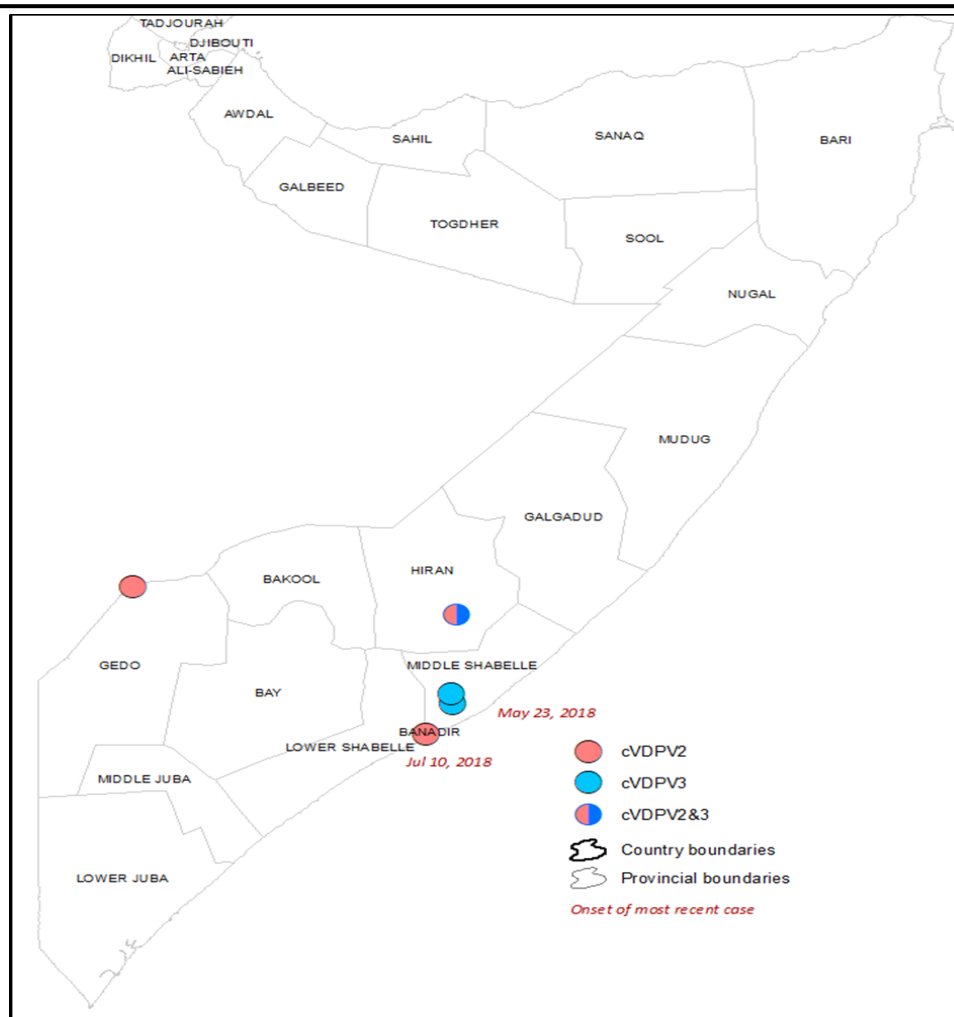 TADJOURAH
DJIBOUTI
DIKHIL
ARTA
ALI-SABIEH
AWDAL
SAHIL
SANAQ
BARI
GALBEED
TOGDHER
SOOL
NUGAL
MUDUG
GALGADUD
HIRAN
BAKOOL
GEDO
MIDDLE SHABELLE
BAY
May 23, 2018
BANADIR
LOWER SHABELLE
Jul 10, 2018
MIDDLE JUBA
LOWER JUBA
cVDPV2
cVDPV3
cVDPV2&3
Country boundaries
Provincial boundaries
Onset of most recent case